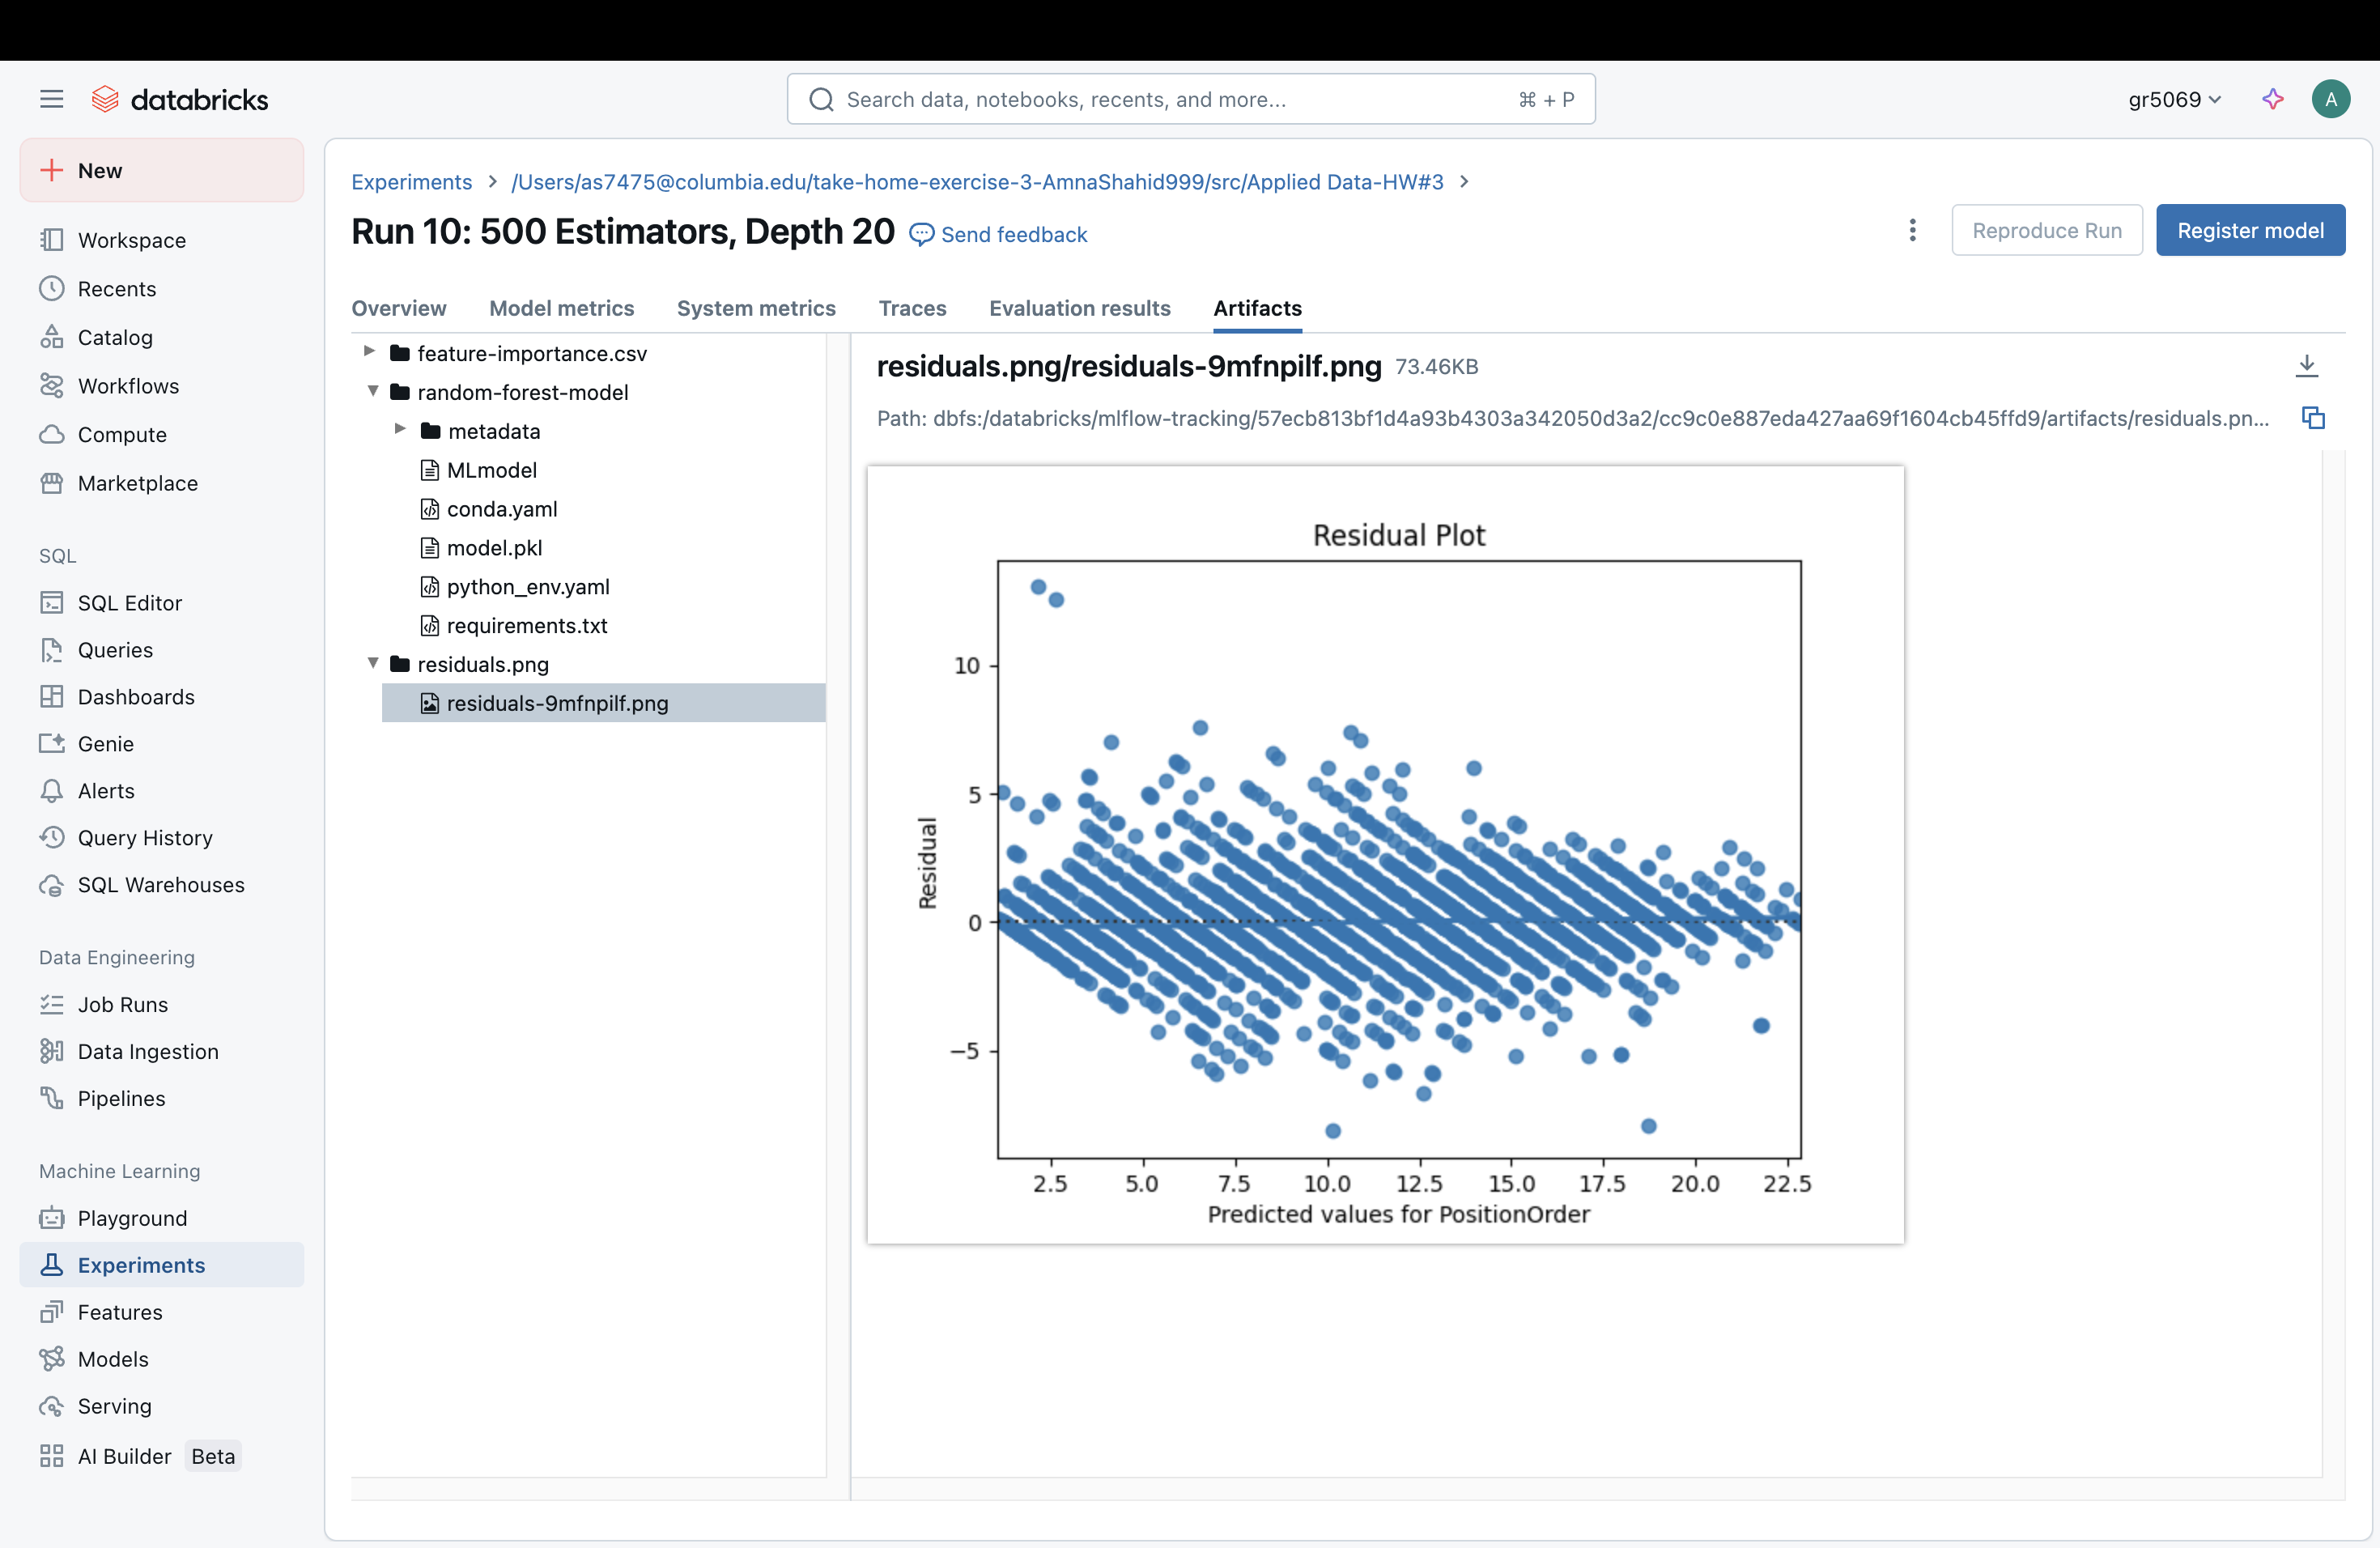 databricks
Search data, notebooks, recents, and more...
⌘ + P
gr5069
A
New
Workspace
Recents
Catalog
Workflows
Compute
Marketplace
SQL
SQL Editor
Queries
Dashboards
Genie
Alerts
Query History
SQL Warehouses
Data Engineering
Job Runs
Data Ingestion
Pipelines
Machine Learning
Playground
Experiments
Features
Models
Serving
AI Builder Beta
Experiments > /Users/as7475@columbia.edu/take-home-exercise-3-AmnaShahid999/src/Applied Data-HW#3 >
Run 10: 500 Estimators, Depth 20
Send feedback
Reproduce Run
Register model
Overview
Model metrics
System metrics
Traces
Evaluation results
Artifacts
feature-importance.csv
random-forest-model
metadata
MLmodel
conda.yaml
model.pkl
python_env.yaml
requirements.txt
residuals.png
residuals-9mfnpilf.png
residuals.png/residuals-9mfnpilf.png 73.46KB
Path: dbfs:/databricks/mlflow-tracking/57ecb813bf1d4a93b4303a342050d3a2/cc9c0e887eda427aa69f1604cb45ffd9/artifacts/residuals.pn...
Residual Plot
10
5
0
−5
Residual
2.5 5.0 7.5 10.0 12.5 15.0 17.5 20.0 22.5
Predicted values for PositionOrder